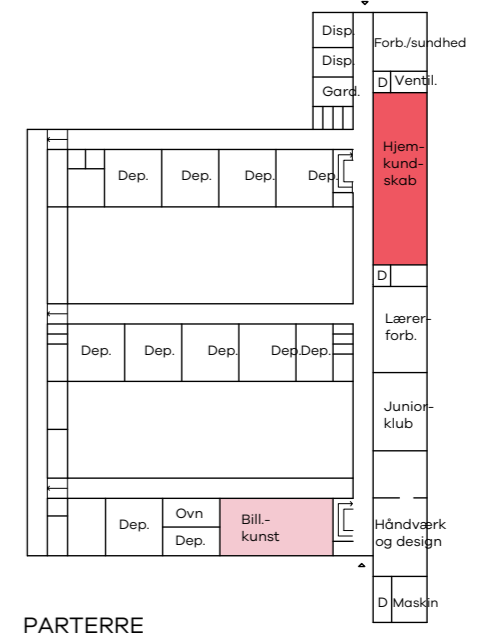 Disp.
Forb./sundhed
Disp.
D Ventil.
Gard.
Hjem-
kund-
skab
Dep. Dep. Dep. Dep.
D
Lærer-
forb.
Dep. Dep. Dep. Dep. Dep.
Junior-
klub
Ovn
Dep.
Bill.-
kunst
Dep.
Håndværk
og design
D Maskin
PARTERRE